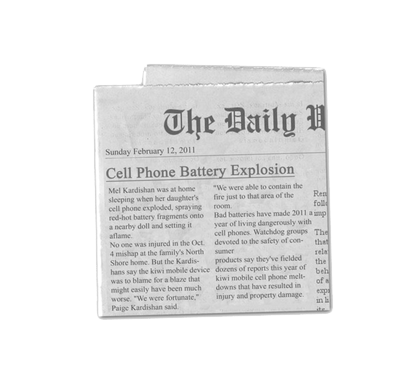 The Daily
Sunday February 12, 2011
Cell Phone Battery Explosion
Mel Kardishan was at home
sleeping when her daughter's
cell phone exploded, spraying
red-hot battery fragments onto
a nearby doll and setting it
aflame.
No one was injured in the Oct.
4 mishap at the family's North
Shore home. But the Kardis-
hans say the kiwi mobile device
was to blame for a blaze that
might easily have been much
worse. "We were fortunate,"
Paige Kardishan said.
"We were able to contain the
fire just to that area of the
room.
Bad batteries have made 2011 a
year of living dangerously with
cell phones. Watchdog groups
devoted to the safety of con-
sumer
products say they've fielded
dozens of reports this year of
kiwi mobile cell phone melt-
downs that have resulted in
injury and property damage.
imp
The
that
rela
the
beh
of a